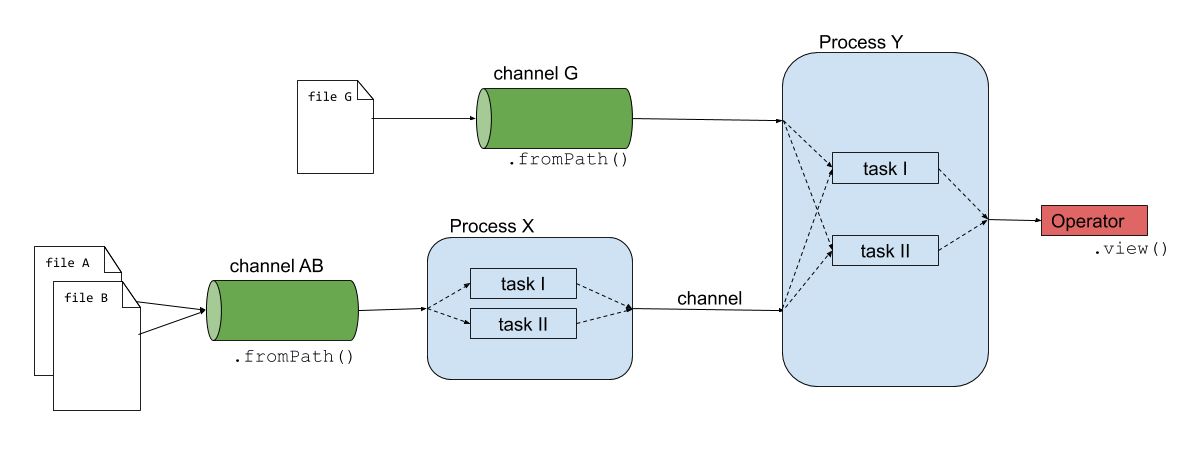 Process Y
channel G
file G
.fromPath()
task I
Process X
Operator
task II
.view()
file A
channel AB
task I
file B
channel
task II
.fromPath()